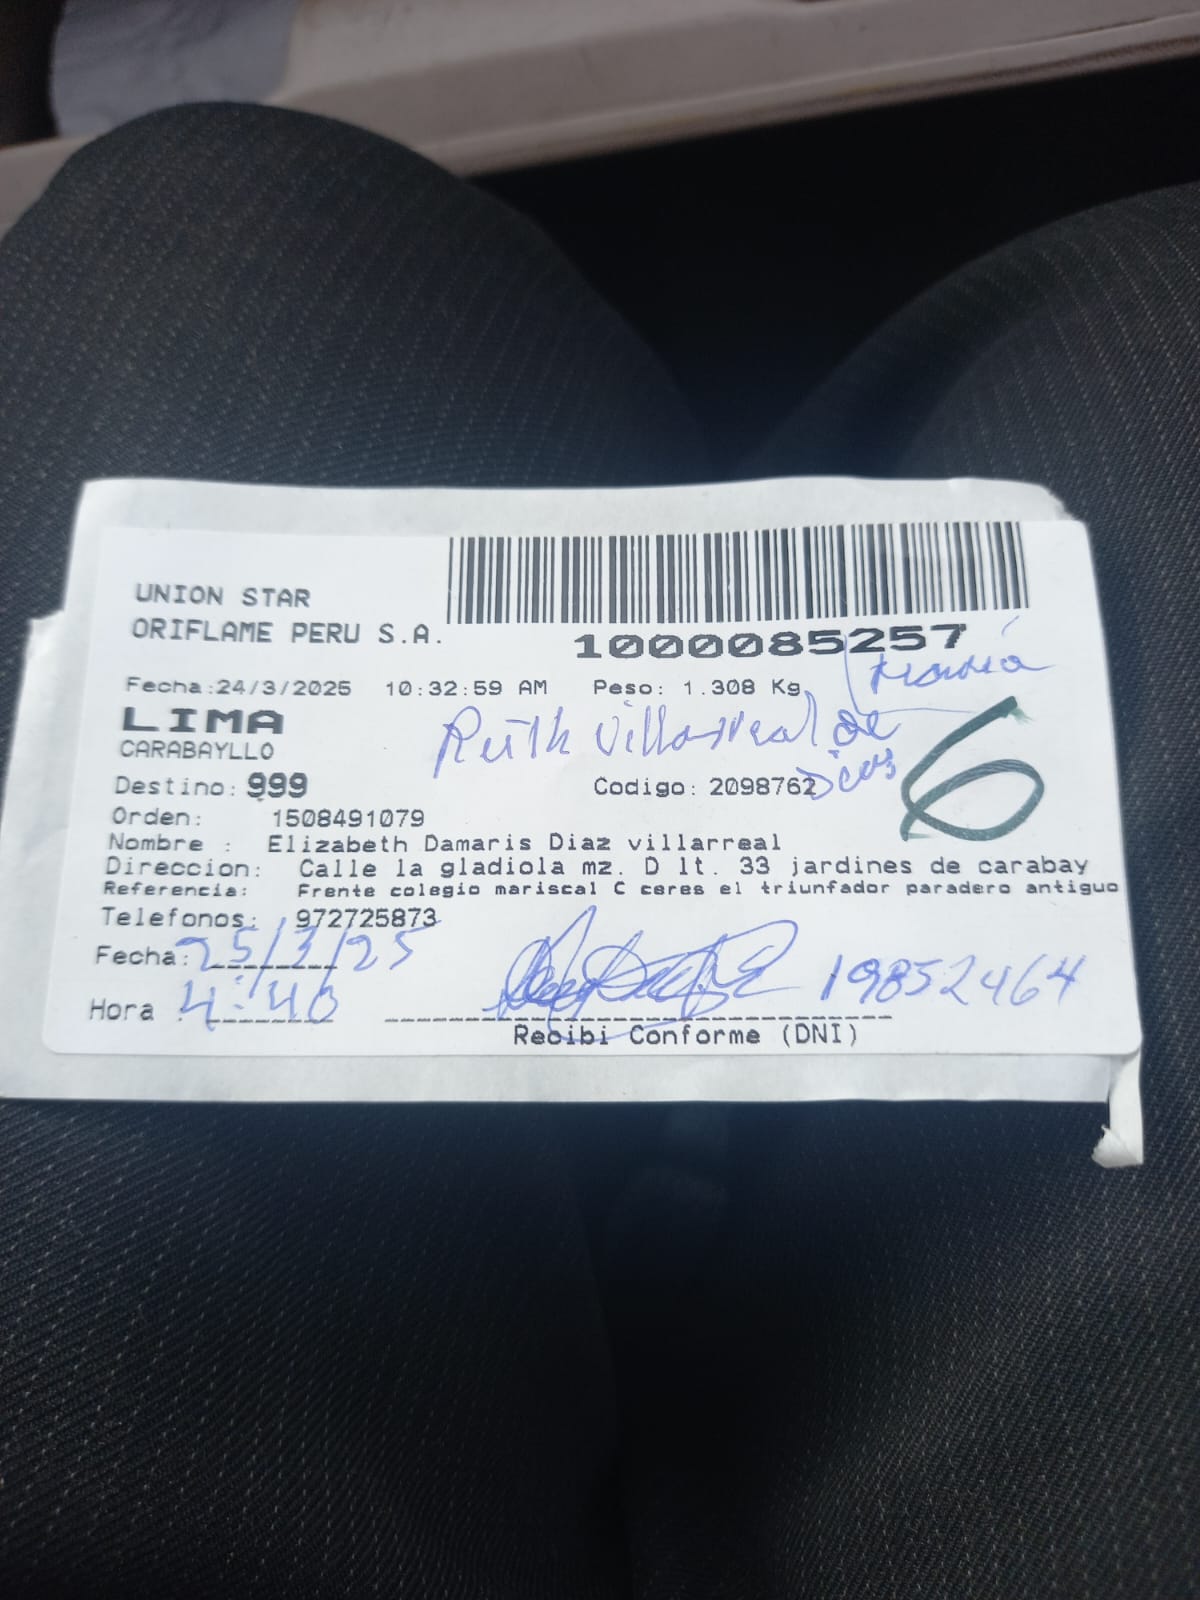 UNION STAR
ORIFLAME PERU S.A.
1000085257
Fecha:24/3/2025 10:32:59 AM Peso: 1.308 Kg
LIMA
CARABAYLLO
Ruth Villarreal de
Dios
6
Destino: 999
Codigo: 2098762
Orden: 1508491079
Nombre : Elizabeth Damaris Diaz villarreal
Direccion: Calle la gladiola mz. D lt. 33 jardines de carabay
Referencia: Frente colegio mariscal C ceres el triunfador paradero antiguo
Telefonos: 972725873
Fecha: 25/3/25
Hora : 4:40
19852464
Recibi Conforme (DNI)